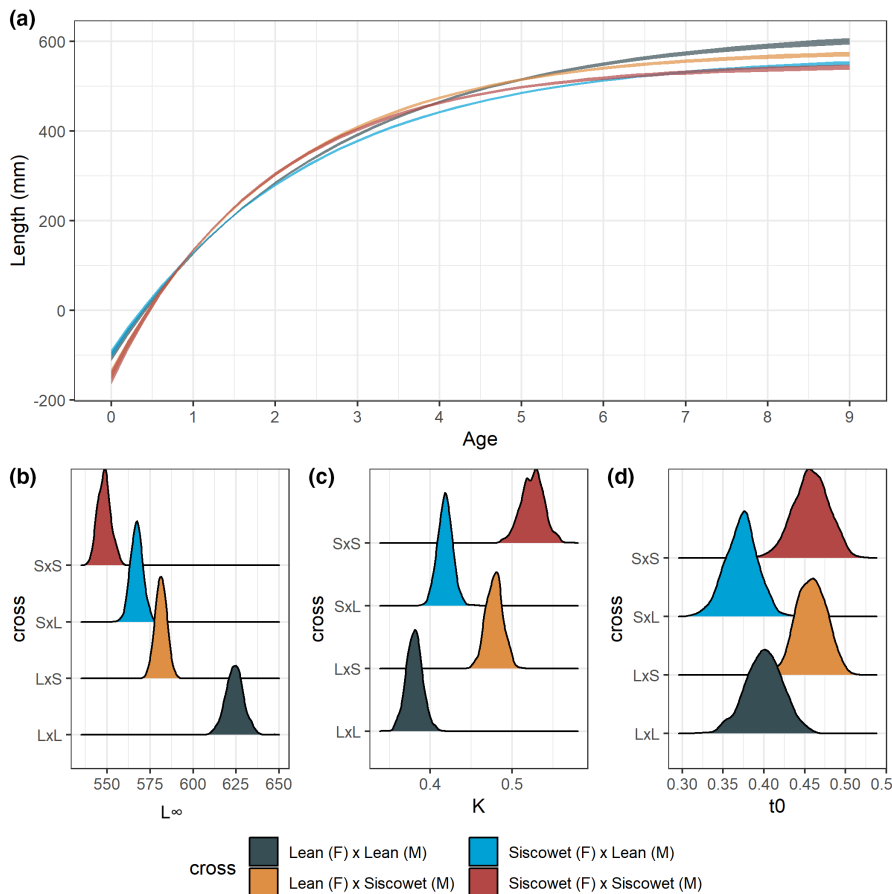 (a)
Length (mm)
600
400
200
0
-200
0 1 2 3 4 5 6 7 8 9
Age
(b)
cross
SxS
SxL
LxS
LxL
550 575 600 625 650
L∞
(c)
cross
SxS
SxL
LxS
LxL
0.4 0.5
K
(d)
cross
SxS
SxL
LxS
LxL
0.30 0.35 0.40 0.45 0.50 0.5
t0
cross
Lean (F) x Lean (M) Siscowet (F) x Lean (M)
Lean (F) x Siscowet (M) Siscowet (F) x Siscowet (M)